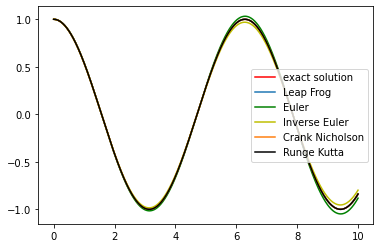 1.0
0.5
0.0
−0.5
−1.0
0 2 4 6 8 10
exact solution
Leap Frog
Euler
Inverse Euler
Crank Nicholson
Runge Kutta